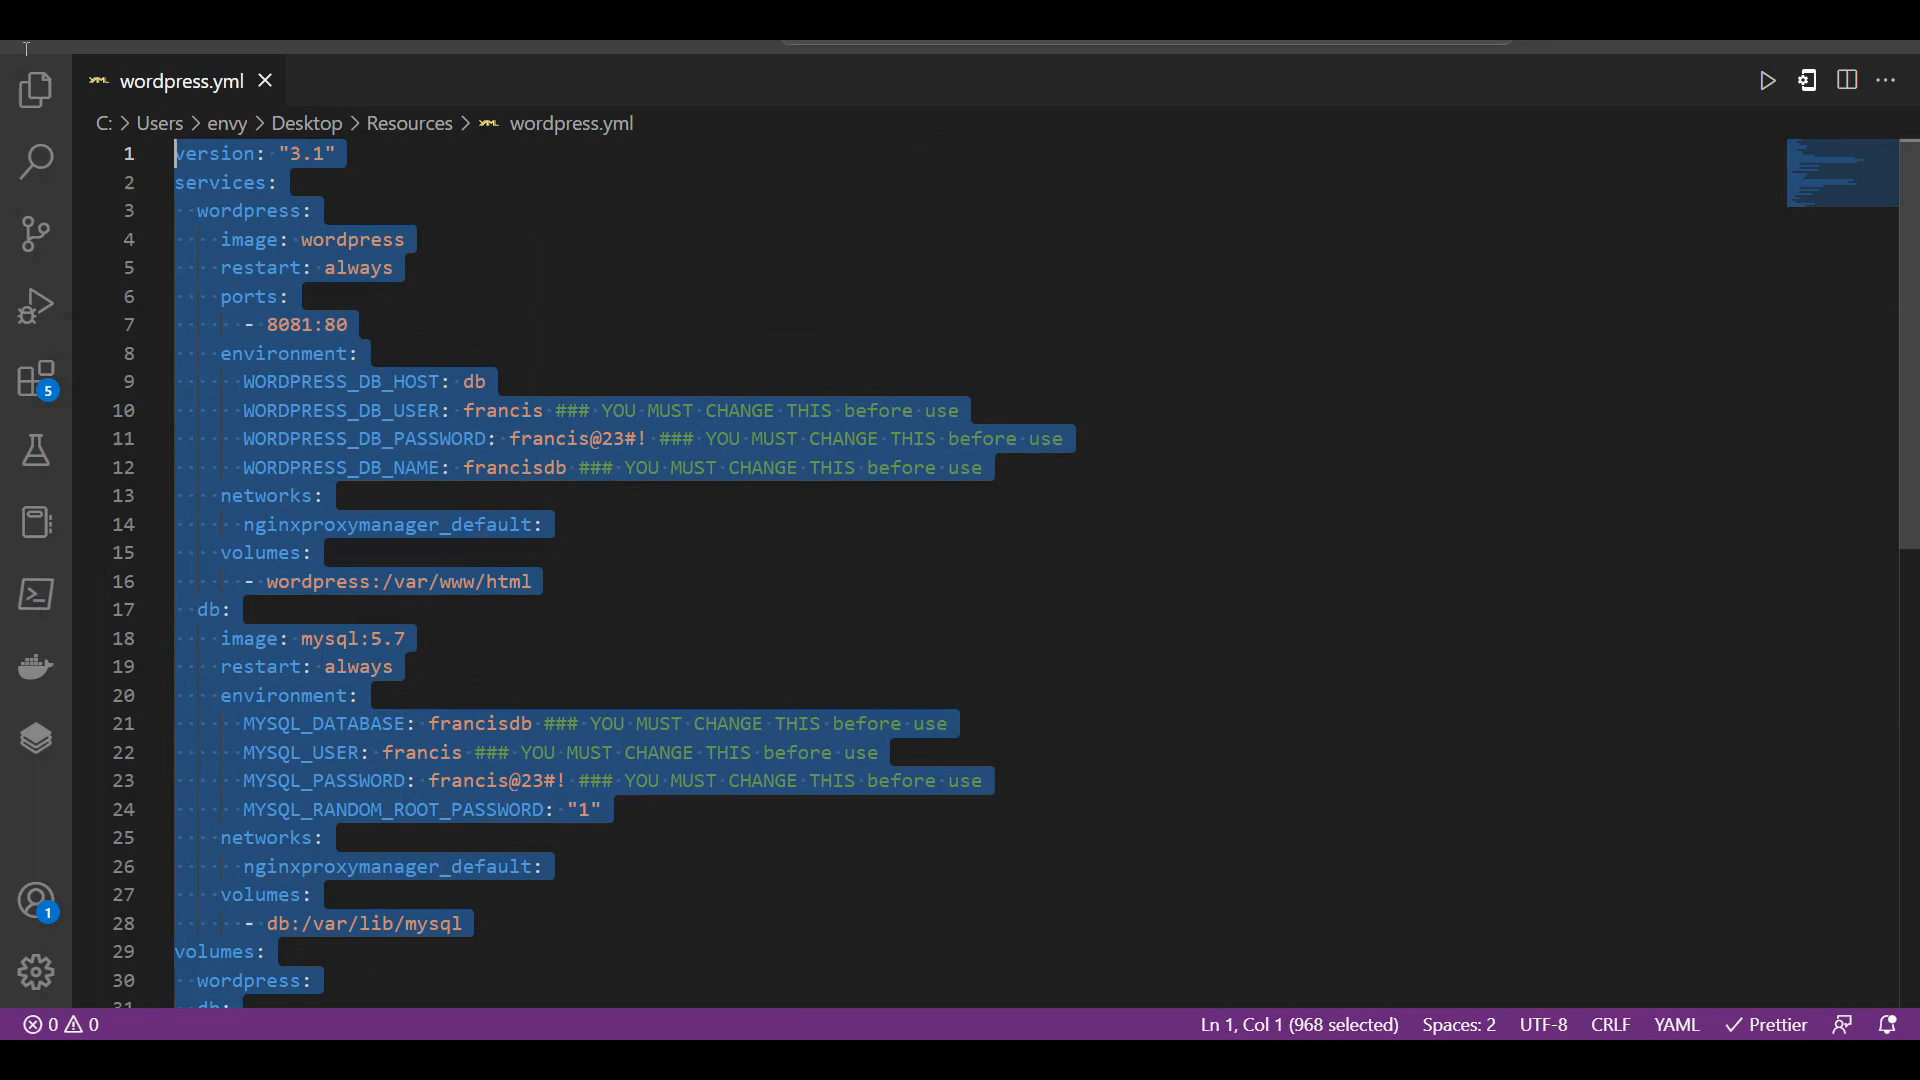 wordpress.yml
C: > Users > envy > Desktop > Resources > wordpress.yml
1 version: "3.1"
2 services:
3   wordpress:
4     image: wordpress
5     restart: always
6     ports:
7       - 8081:80
8     environment:
9       WORDPRESS_DB_HOST: db
10       WORDPRESS_DB_USER: francis ### YOU MUST CHANGE THIS before use
11       WORDPRESS_DB_PASSWORD: francis@23#! ### YOU MUST CHANGE THIS before use
12       WORDPRESS_DB_NAME: francisdb ### YOU MUST CHANGE THIS before use
13     networks:
14       nginxproxymanager_default:
15     volumes:
16       - wordpress:/var/www/html
17   db:
18     image: mysql:5.7
19     restart: always
20     environment:
21       MYSQL_DATABASE: francisdb ### YOU MUST CHANGE THIS before use
22       MYSQL_USER: francis ### YOU MUST CHANGE THIS before use
23       MYSQL_PASSWORD: francis@23#! ### YOU MUST CHANGE THIS before use
24       MYSQL_RANDOM_ROOT_PASSWORD: "1"
25     networks:
26       nginxproxymanager_default:
27     volumes:
28       - db:/var/lib/mysql
29 volumes:
30   wordpress:
31   db:
5
1
0 0 Ln 1, Col 1 (968 selected) Spaces: 2 UTF-8 CRLF YAML Prettier